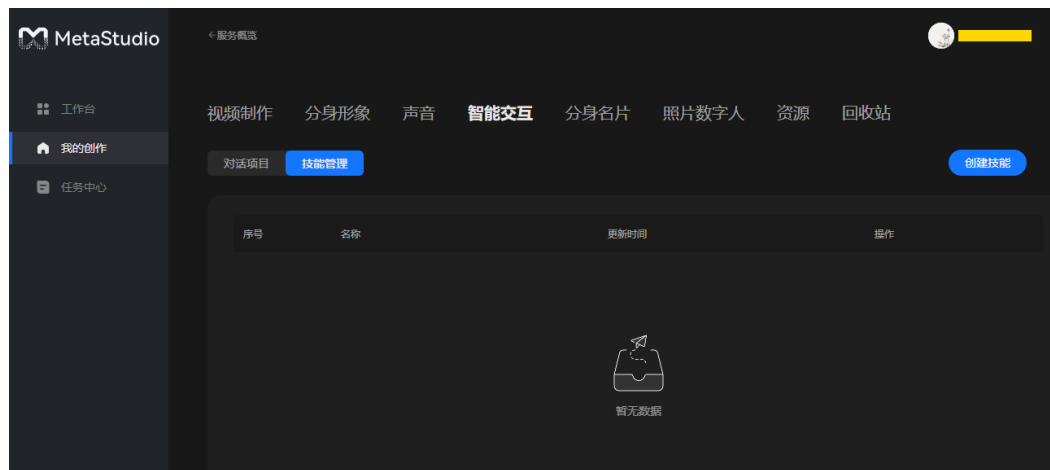 MetaStudio
←服务概览
工作台
我的创作
任务中心
视频制作 分身形象 声音 智能交互 分身名片 照片数字人 资源 回收站
对话项目 技能管理 创建技能
序号 名称 更新时间 操作
暂无数据